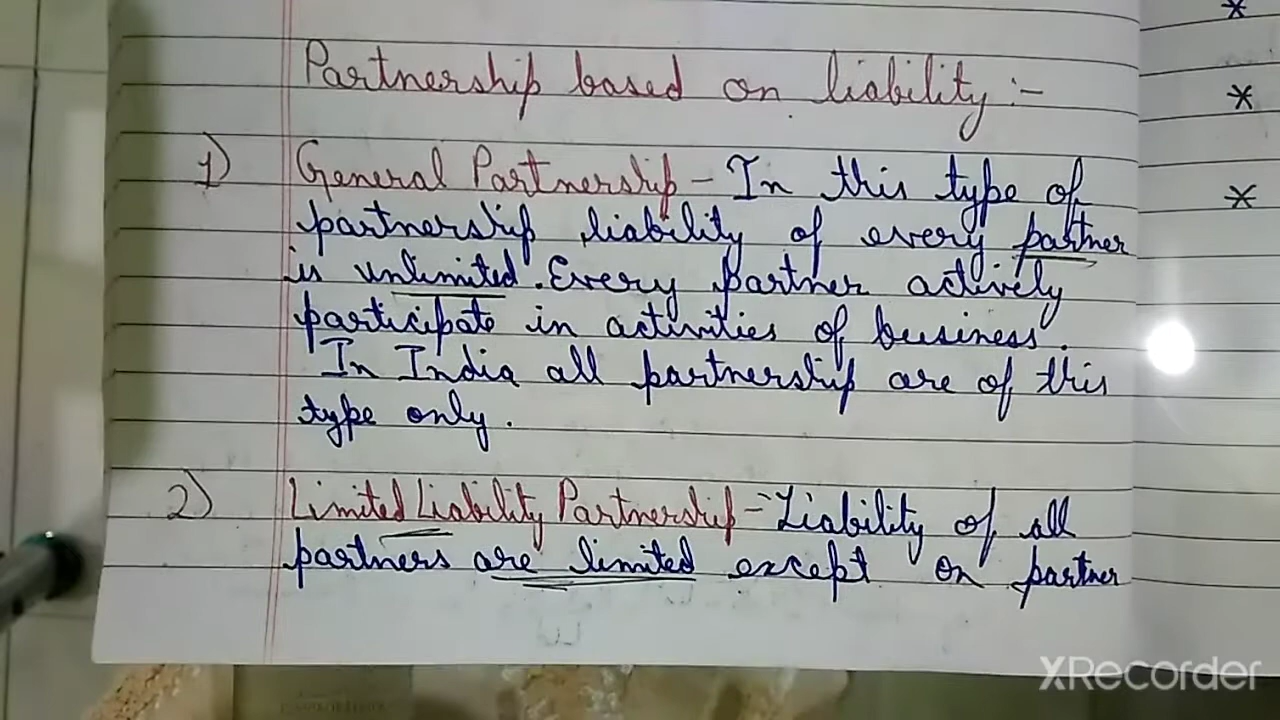 Partnership based on liability :-
1) General Partnership - In this type of
partnership liability of every partner
is unlimited. Every partner actively
participate in activities of business.
In India all partnership are of this
type only.
2) Limited Liability Partnership - Liability of all
partners are limited except on partner
*
*
*
XRecorder